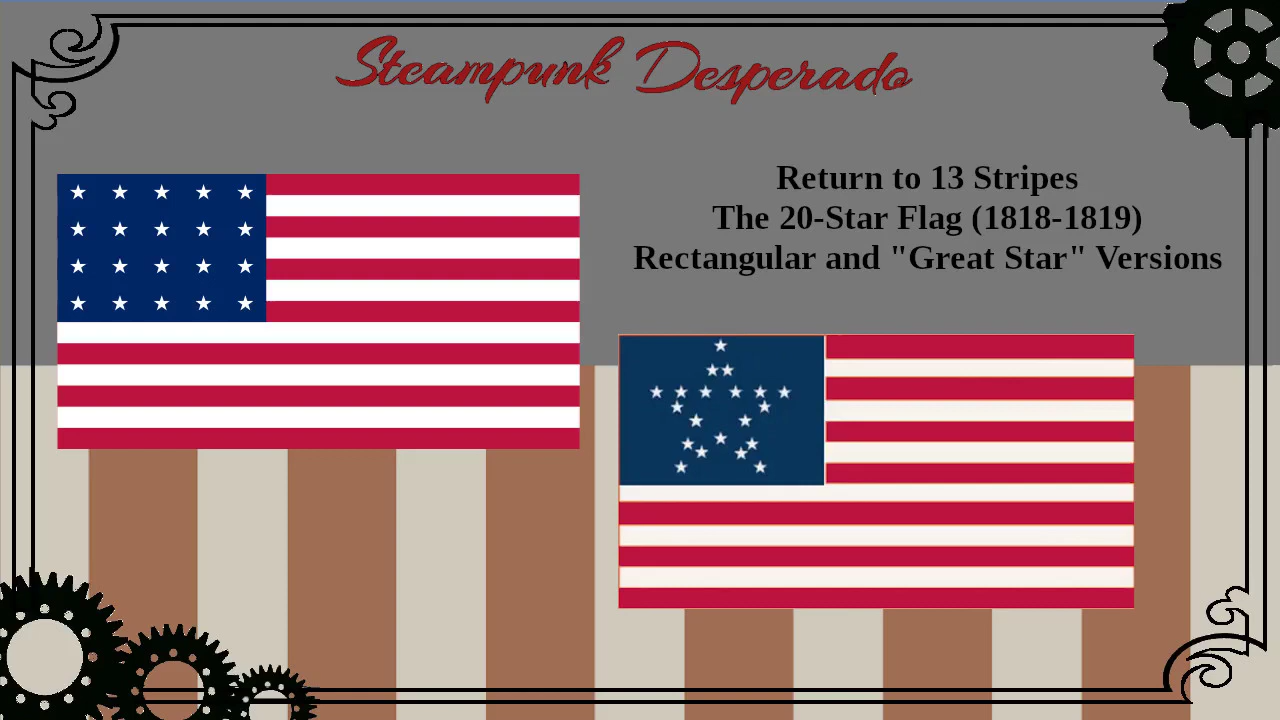 Steampunk Desperado
Return to 13 Stripes
The 20-Star Flag (1818-1819)
Rectangular and "Great Star" Versions